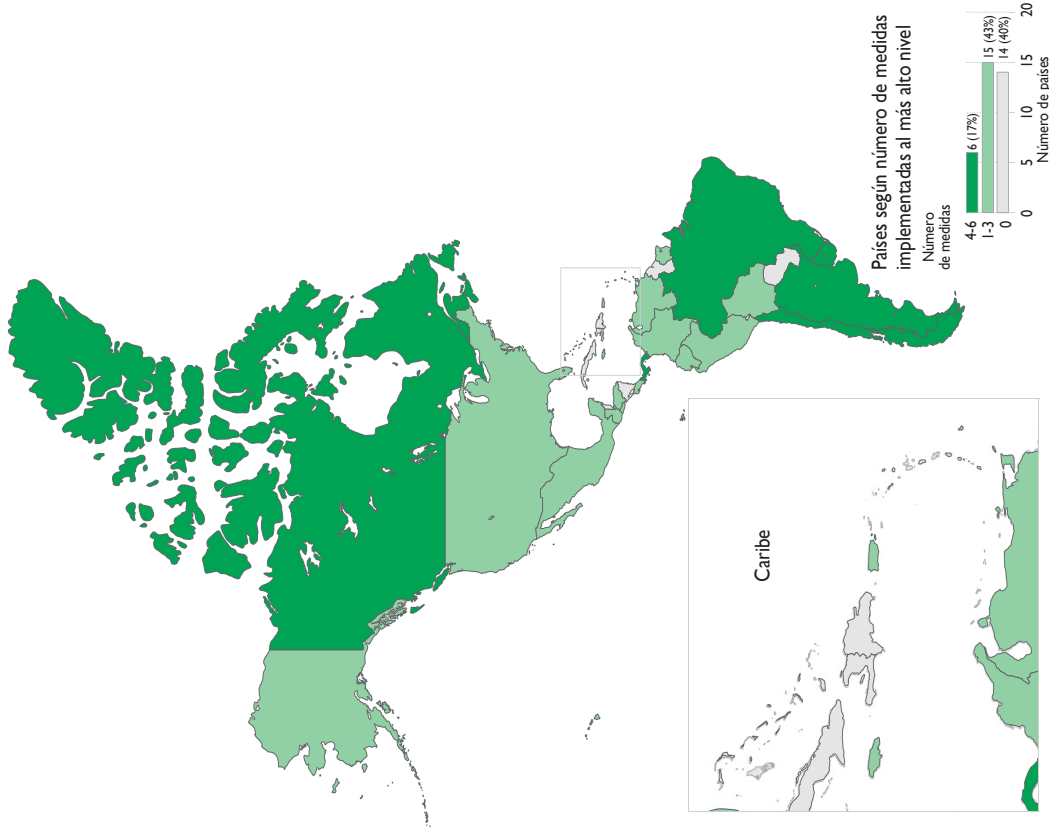 Países según número de medidas
implementadas al más alto nivel
Número
de medidas
4-6
6 (17%)
1-3
15 (43%)
0
14 (40%)
0
5
10
15
20
Número de países
Caribe